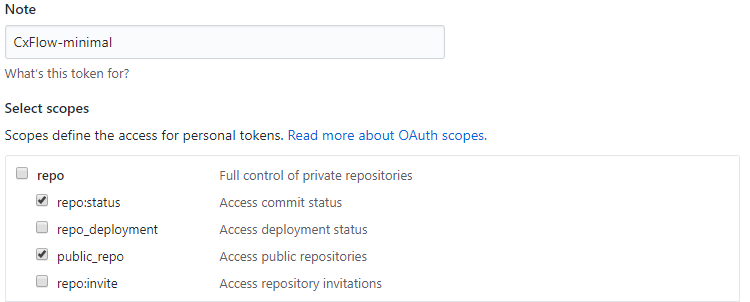 Note
CxFlow-minimal
What's this token for?
Select scopes
Scopes define the access for personal tokens. Read more about OAuth scopes.
repo Full control of private repositories
repo:status Access commit status
repo_deployment Access deployment status
public_repo Access public repositories
repo:invite Access repository invitations